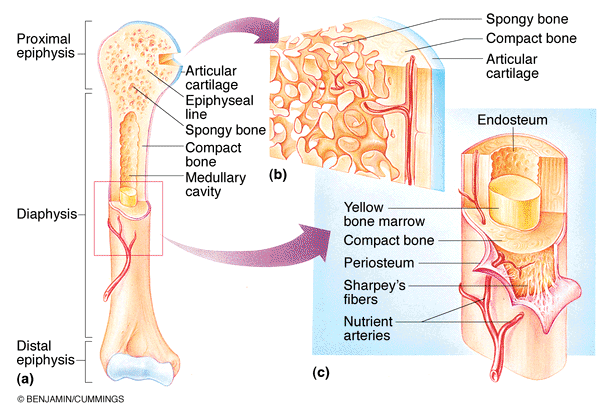 Proximal
epiphysis
Articular
cartilage
Epiphyseal
line
Spongy bone
Compact
bone
Medullary
cavity
Diaphysis
Distal
epiphysis
(a)
Spongy bone
Compact bone
Articular
cartilage
(b)
Endosteum
Yellow
bone marrow
Compact bone
Periosteum
Sharpey's
fibers
Nutrient
arteries
(c)
© BENJAMIN/CUMMINGS